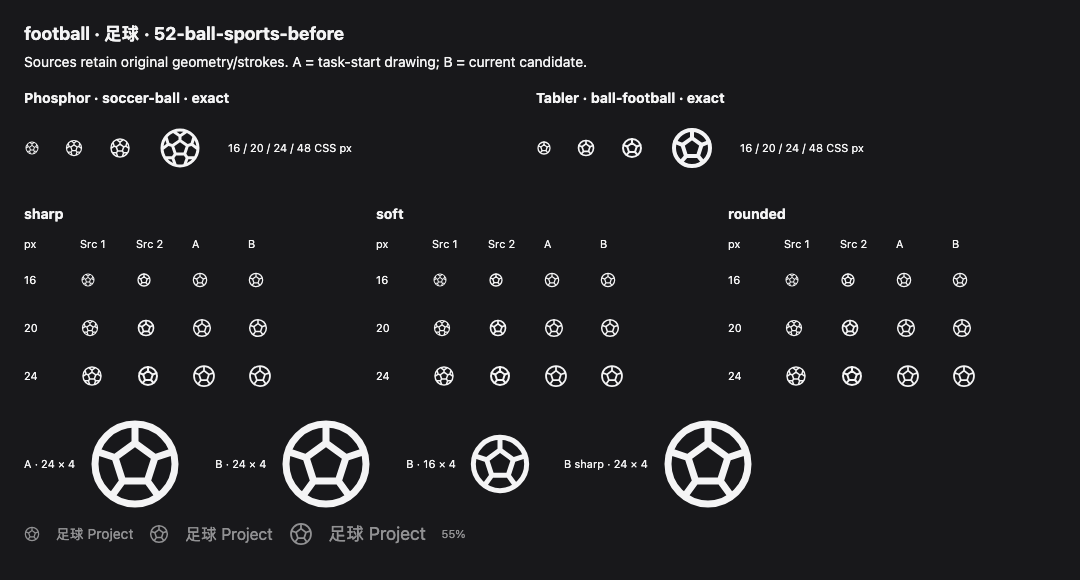 football · 足球 · 52-ball-sports-before
Sources retain original geometry/strokes. A = task-start drawing; B = current candidate.
Phosphor · soccer-ball · exact
Tabler · ball-football · exact
16 / 20 / 24 / 48 CSS px
16 / 20 / 24 / 48 CSS px
sharp
soft
rounded
px Src 1 Src 2 A B
px Src 1 Src 2 A B
px Src 1 Src 2 A B
16
16
16
20
20
20
24
24
24
A · 24 × 4
B · 24 × 4
B · 16 × 4
B sharp · 24 × 4
足球 Project
足球 Project
足球 Project
55%